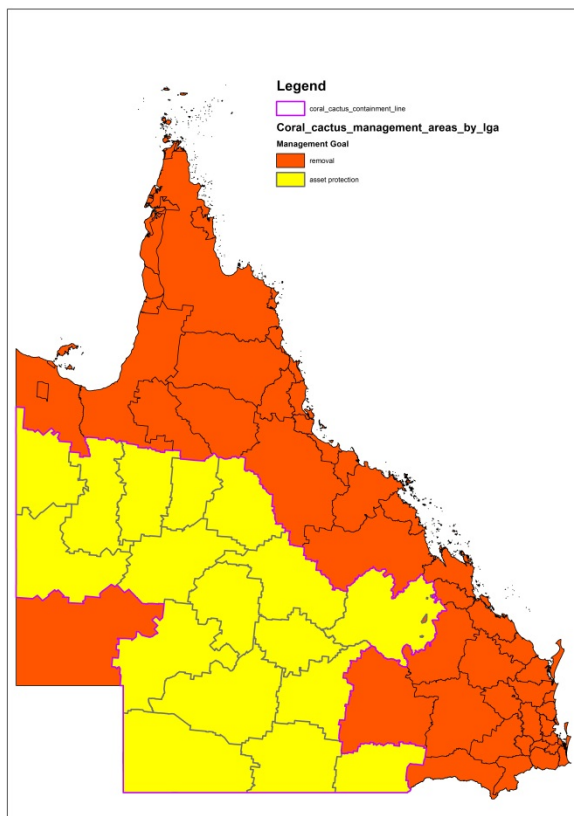 Legend
coral_cactus_containment_line
Coral_cactus_management_areas_by_lga
Management Goal
removal
asset protection